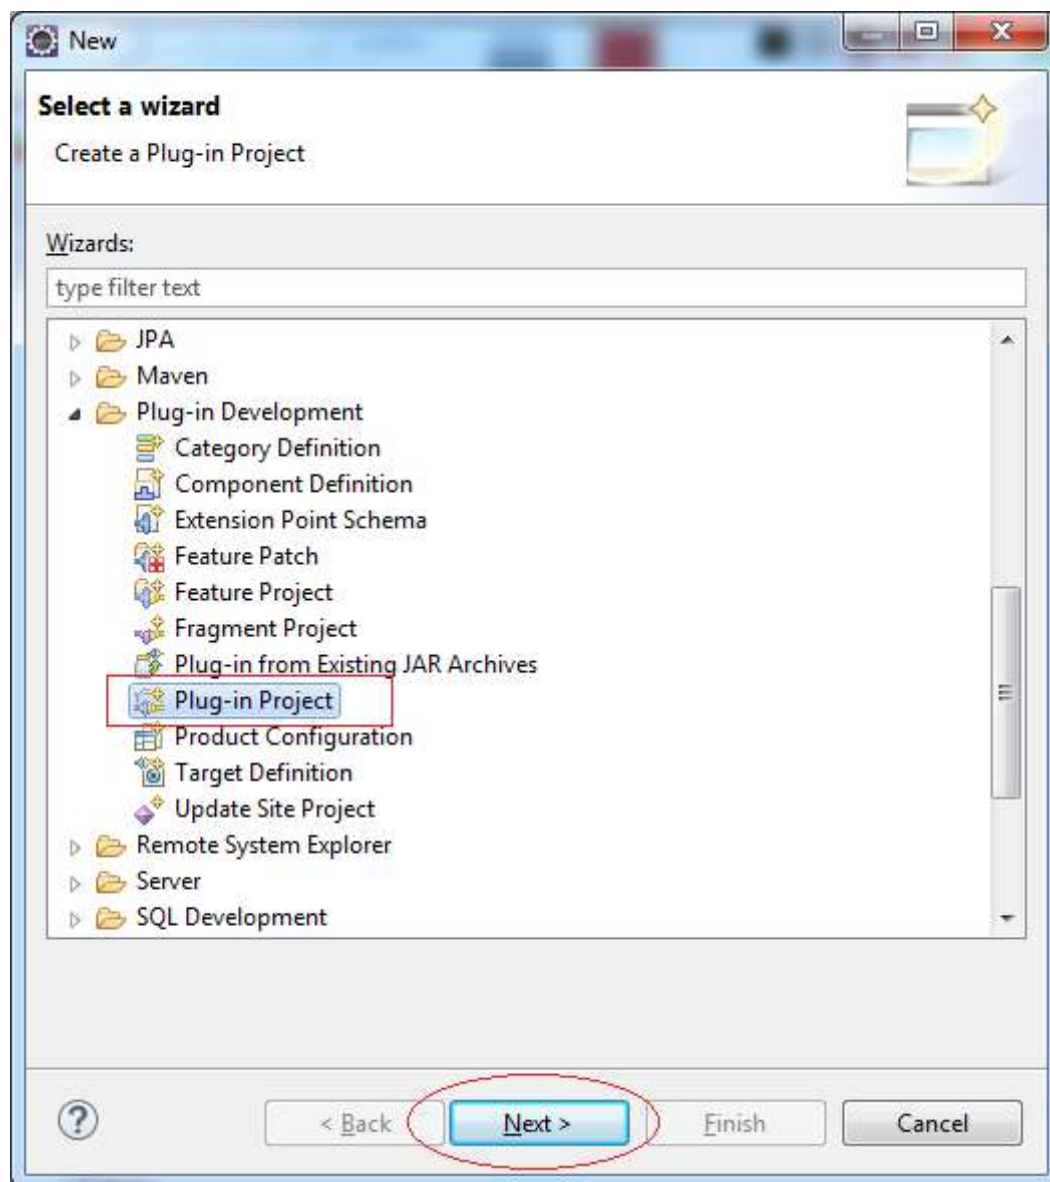 New
Select a wizard
Create a Plug-in Project
Wizards:
type filter text
JPA
Maven
Plug-in Development
Category Definition
Component Definition
Extension Point Schema
Feature Patch
Feature Project
Fragment Project
Plug-in from Existing JAR Archives
Plug-in Project
Product Configuration
Target Definition
Update Site Project
Remote System Explorer
Server
SQL Development
? < Back Next > Finish Cancel